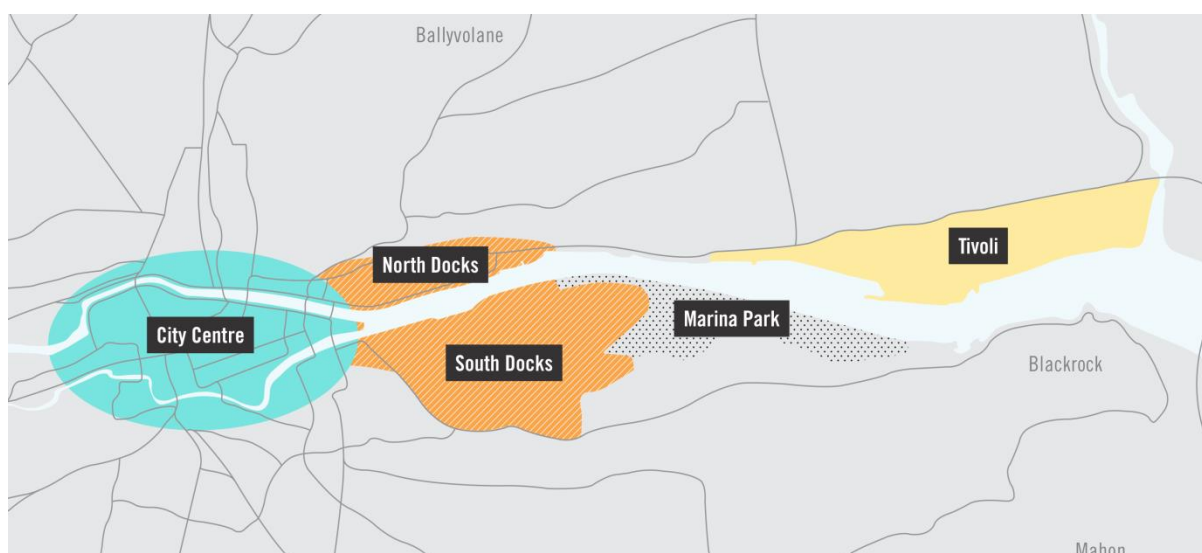 Ballyvolane
North Docks
Tivoli
City Centre
Marina Park
South Docks
Blackrock
Mahon